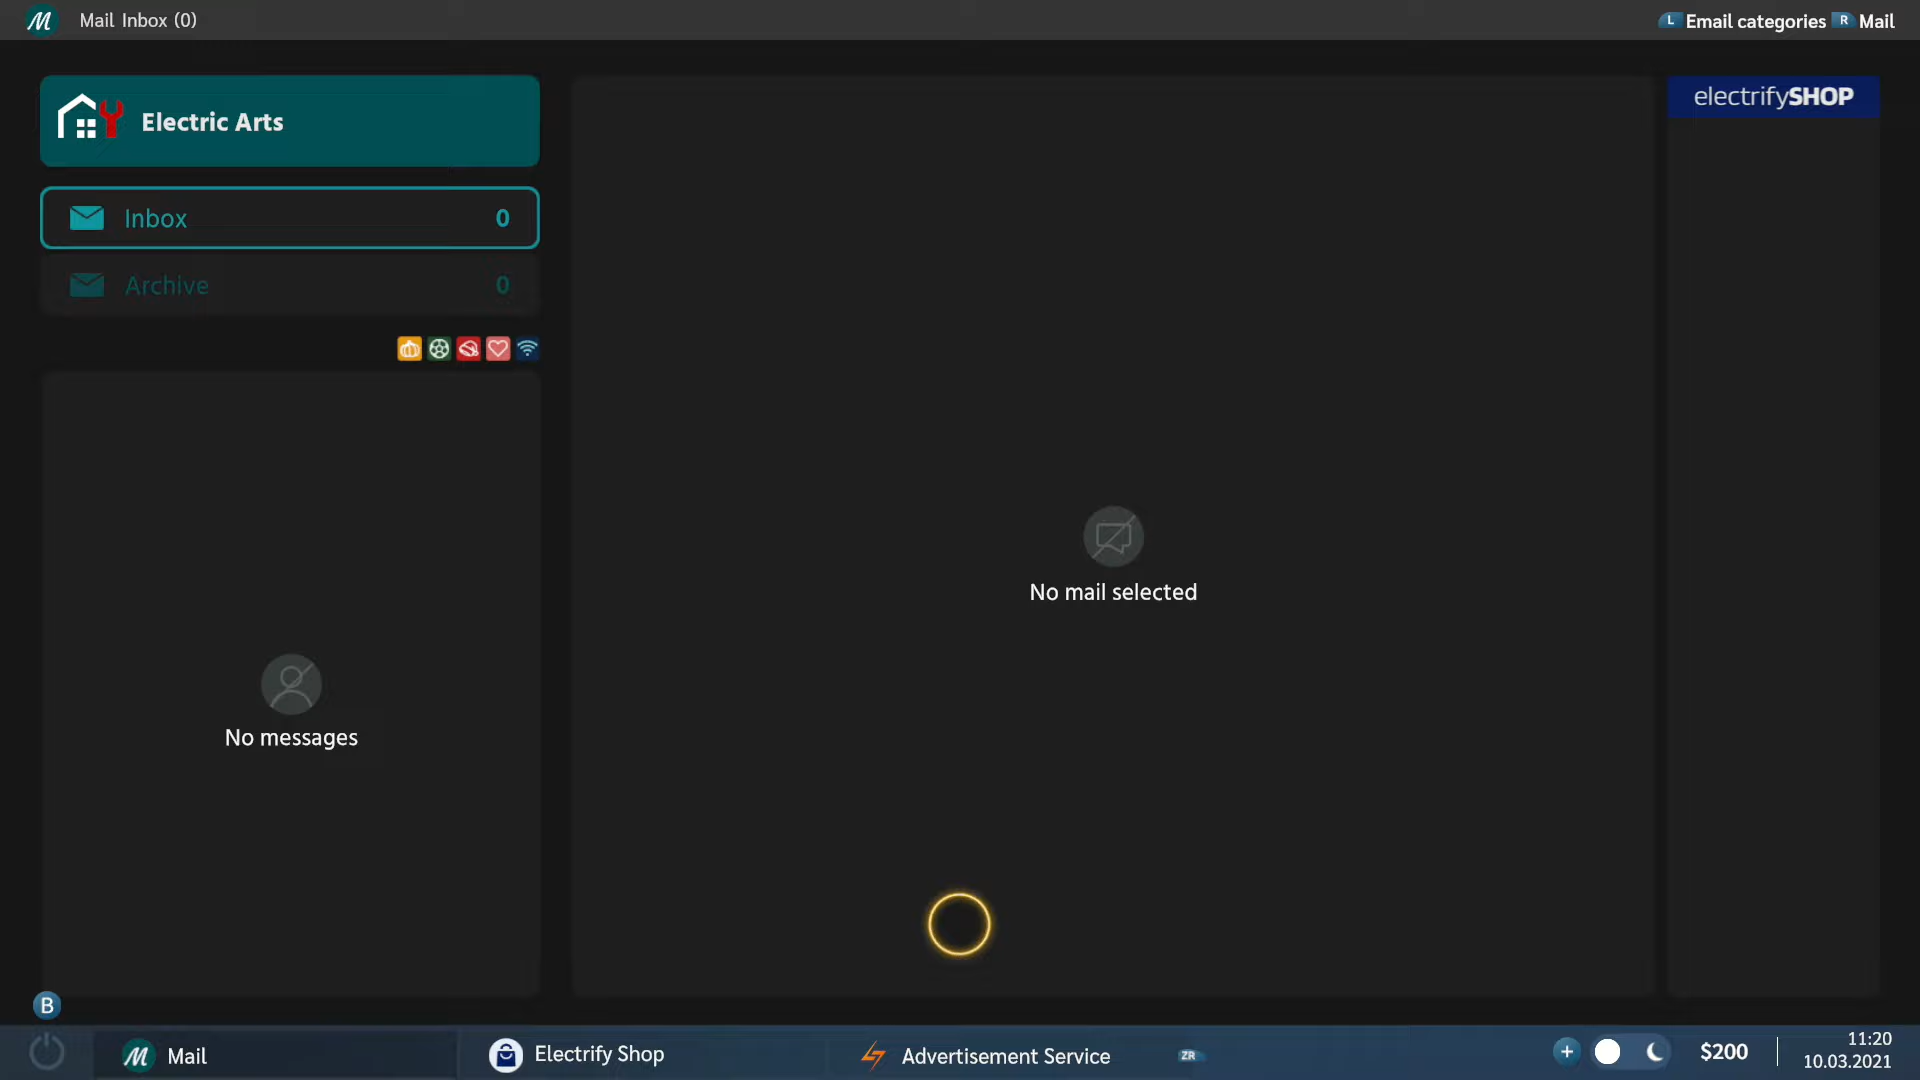 M Mail Inbox (0)
L Email categories R Mail
Electric Arts
Inbox 0
Archive 0
No messages
No mail selected
electrifySHOP
B
M Mail
Electrify Shop
Advertisement Service
ZR
+
$200
11:20
10.03.2021